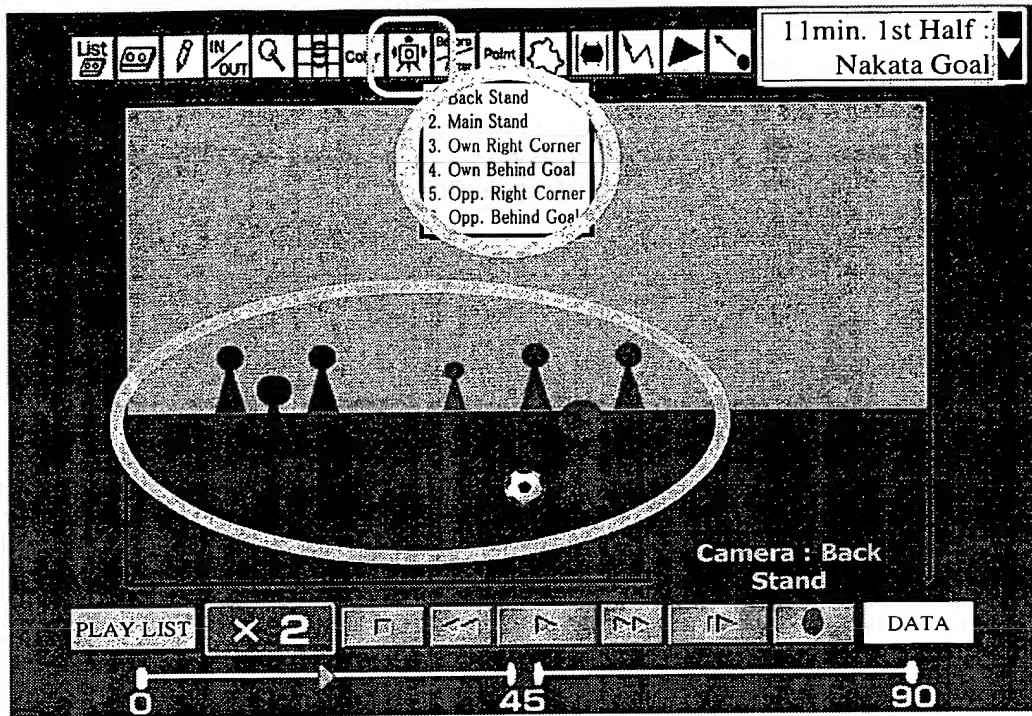 List
IN/
OUT
Point
11min. 1st Half :
Nakata Goal
Back Stand
2. Main Stand
3. Own Right Corner
4. Own Behind Goal
5. Opp. Right Corner
Opp. Behind Goal
Camera : Back
Stand
PLAY LIST
× 2
DATA
0
45
90